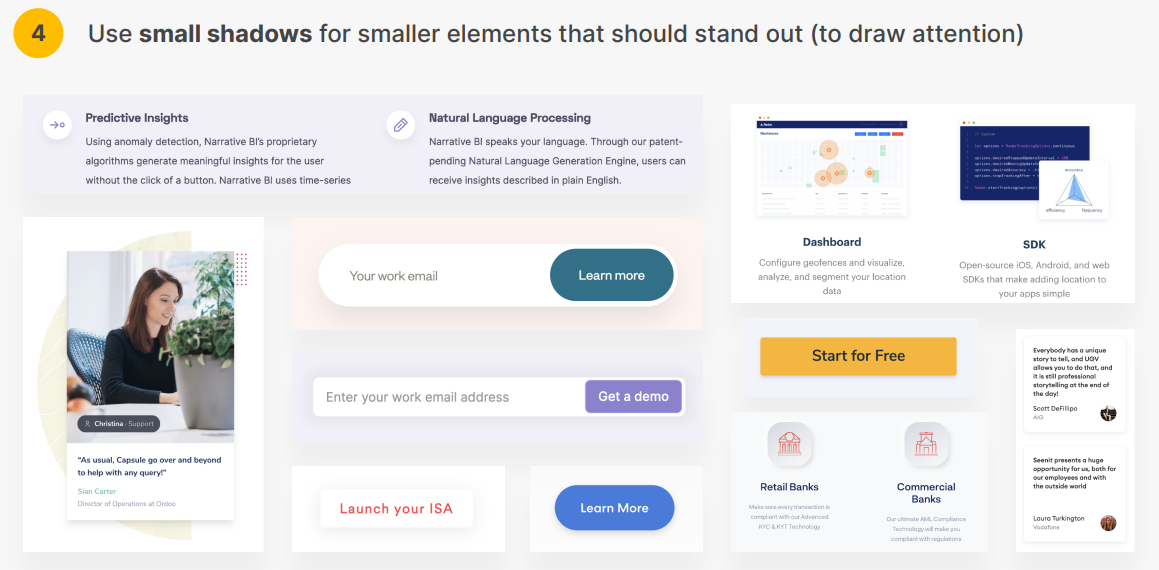 4
Use small shadows for smaller elements that should stand out (to draw attention)
Predictive Insights
Using anomaly detection, Narrative BI's proprietary
algorithms generate meaningful insights for the user
without the click of a button. Narrative BI uses time-series
Natural Language Processing
Narrative BI speaks your language. Through our patent-
pending Natural Language Generation Engine, users can
receive insights described in plain English.
Geofences
Dashboard
Configure geofences and visualize,
analyze, and segment your location
data
accuracy
efficiency
frequency
SDK
Open-source iOS, Android, and web
SDKs that make adding location to
your apps simple
Christina · Support
“As usual, Capsule go over and beyond
to help with any query!”
Sian Carter
Director of Operations at Ordoo
Your work email
Learn more
Enter your work email address
Get a demo
Launch your ISA
Learn More
Start for Free
Retail Banks
Make sure every transaction is
compliant with our Advanced
KYC & KYT Technology
Commercial
Banks
Our ultimate AML Compliance
Technology will make you
compliant with regulations
Everybody has a unique
story to tell, and UGV
allows you to do that, and
it is still professional
storytelling at the end of
the day!
Scott DeFillipo
AIG
Seenit presents a huge
opportunity for us, both for
our employees and with
the outside world
Laura Turkington
Vodafone